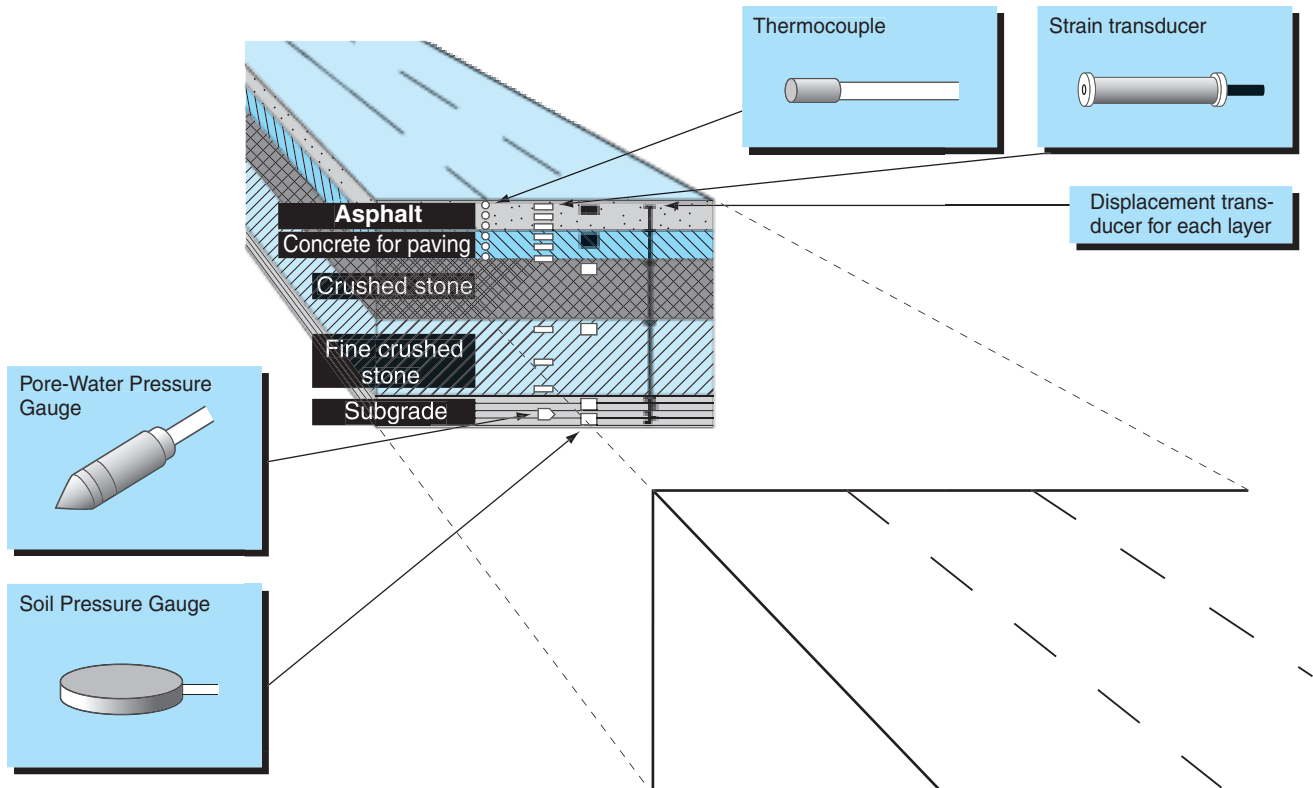 Thermocouple
Strain transducer
Displacement trans-
ducer for each layer
Asphalt
Concrete for paving
Crushed stone
Fine crushed
stone
Subgrade
Pore-Water Pressure
Gauge
Soil Pressure Gauge